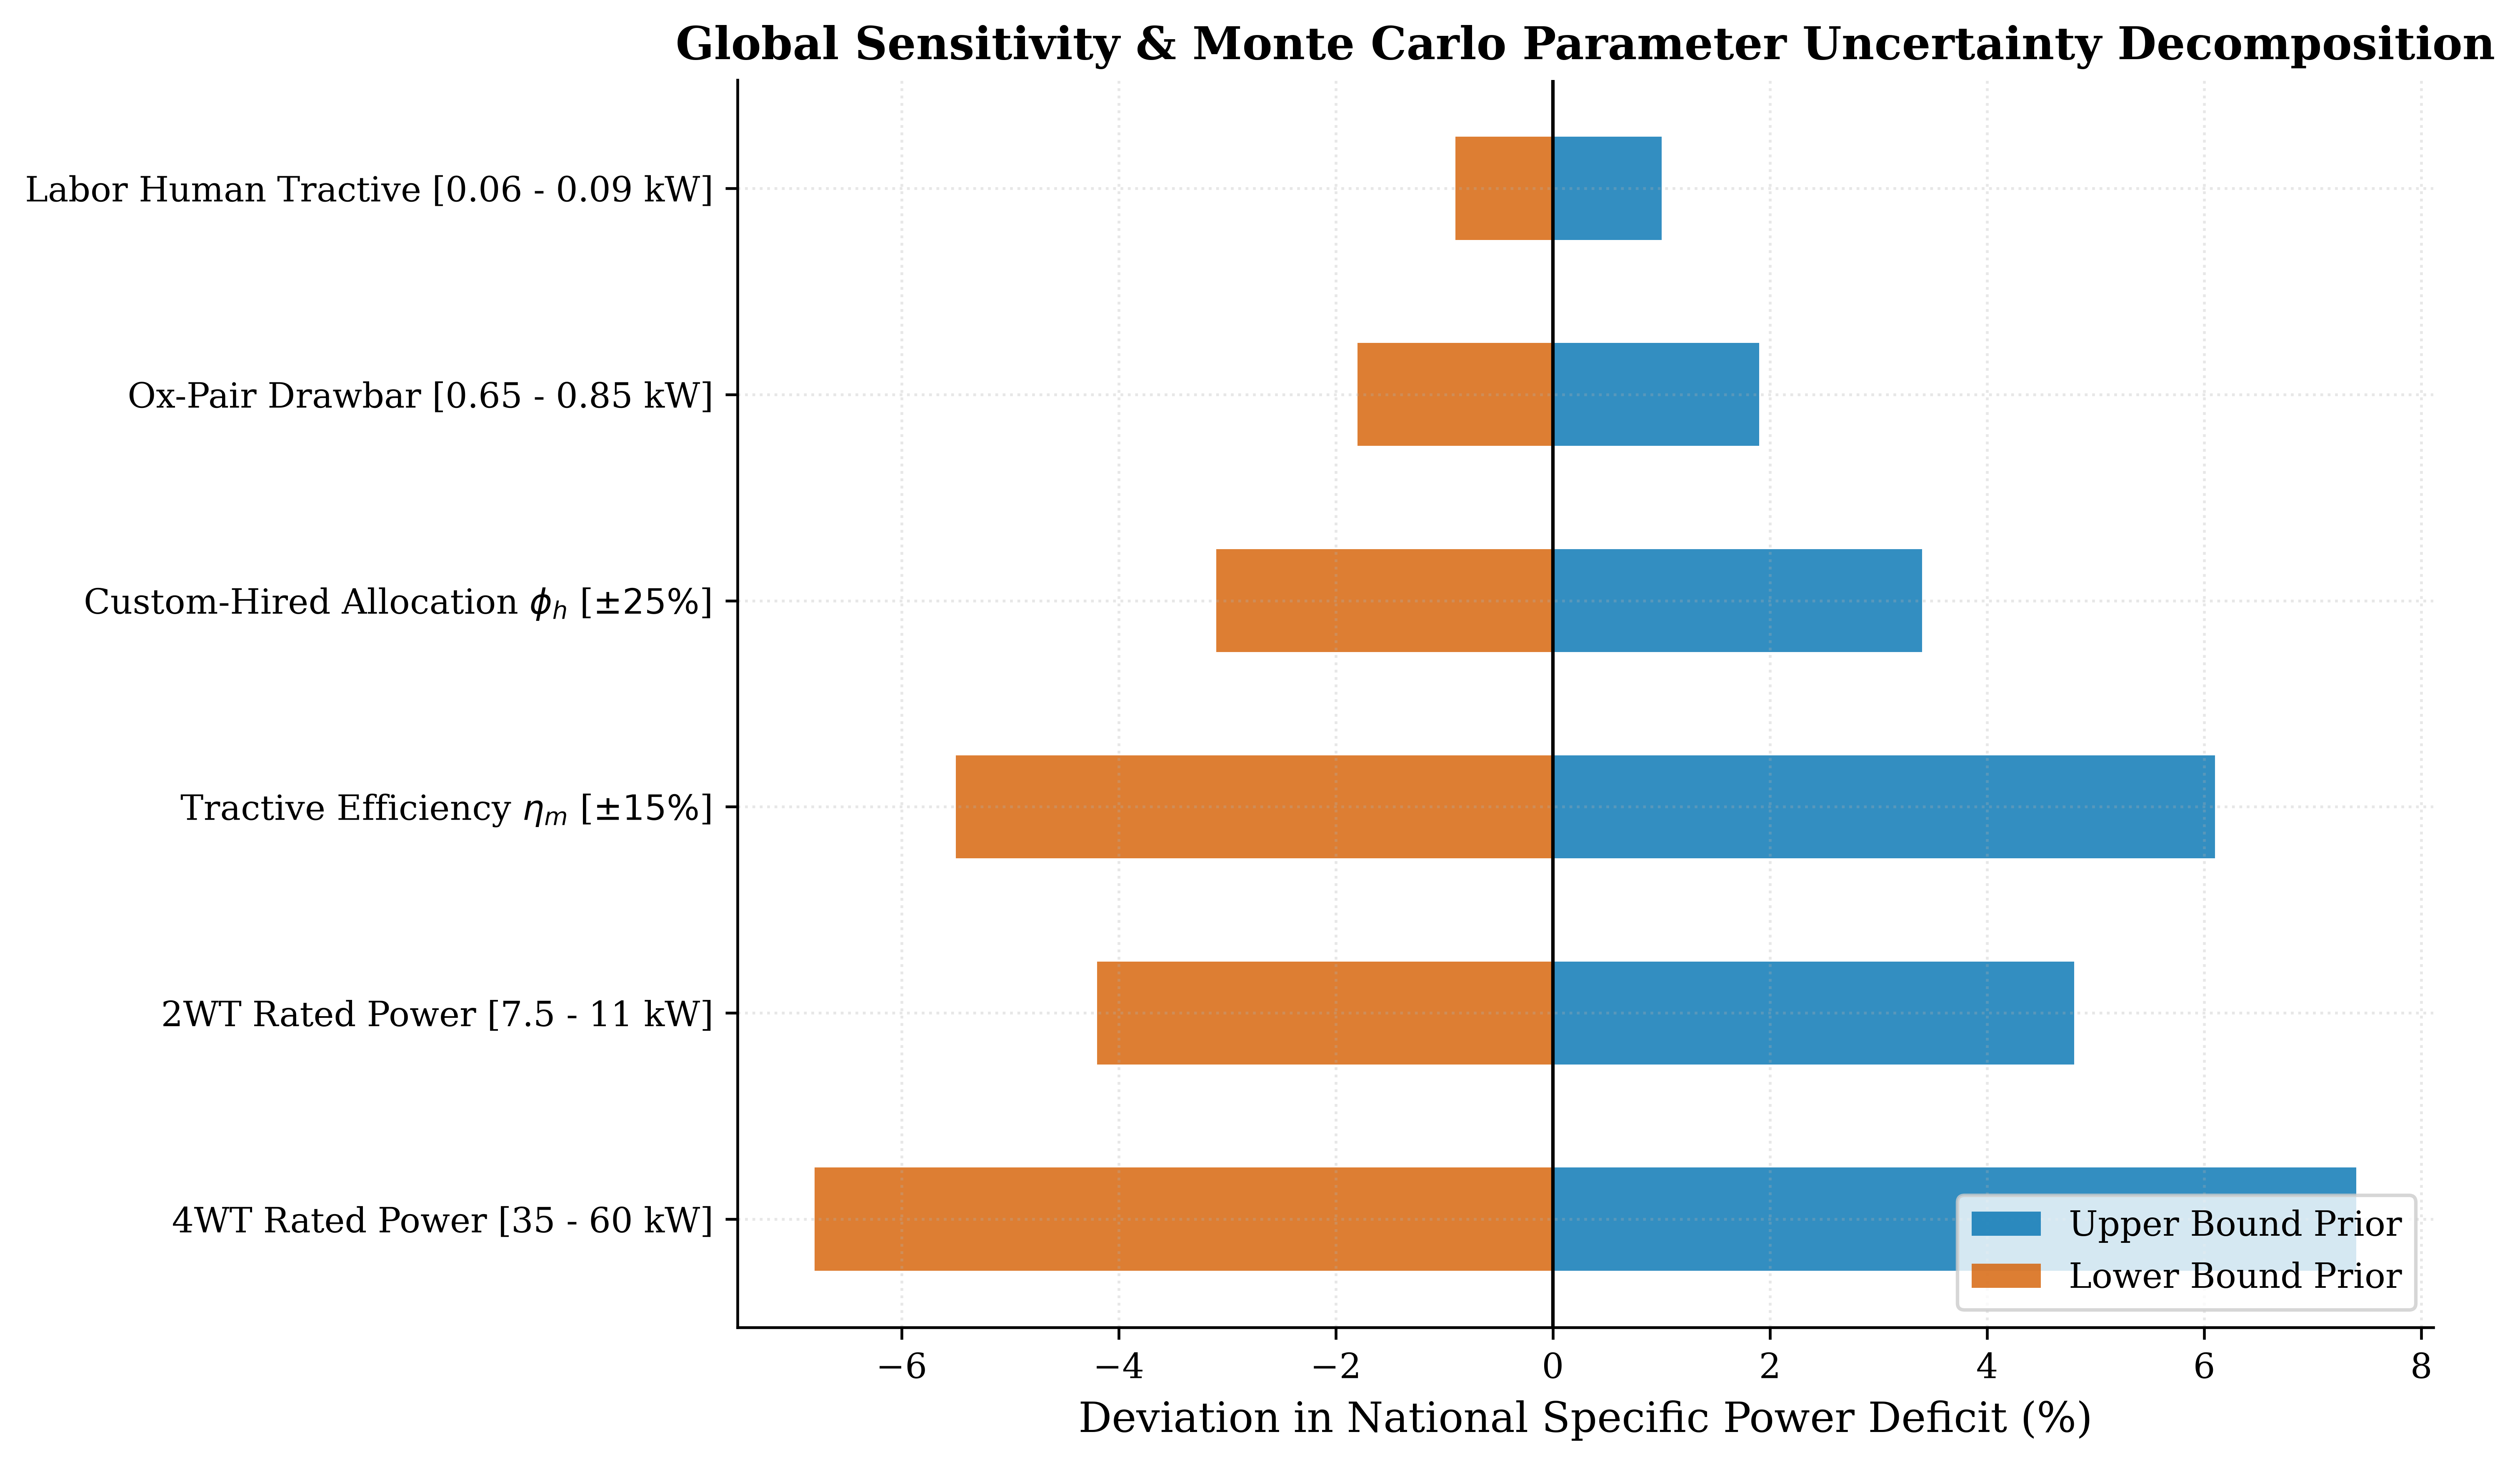 Global Sensitivity & Monte Carlo Parameter Uncertainty Decomposition
Labor Human Tractive [0.06 - 0.09 kW]
Ox-Pair Drawbar [0.65 - 0.85 kW]
Custom-Hired Allocation ϕₕ [±25%]
Tractive Efficiency ηₘ [±15%]
2WT Rated Power [7.5 - 11 kW]
4WT Rated Power [35 - 60 kW]
Upper Bound Prior
Lower Bound Prior
−6 −4 −2 0 2 4 6 8
Deviation in National Specific Power Deficit (%)